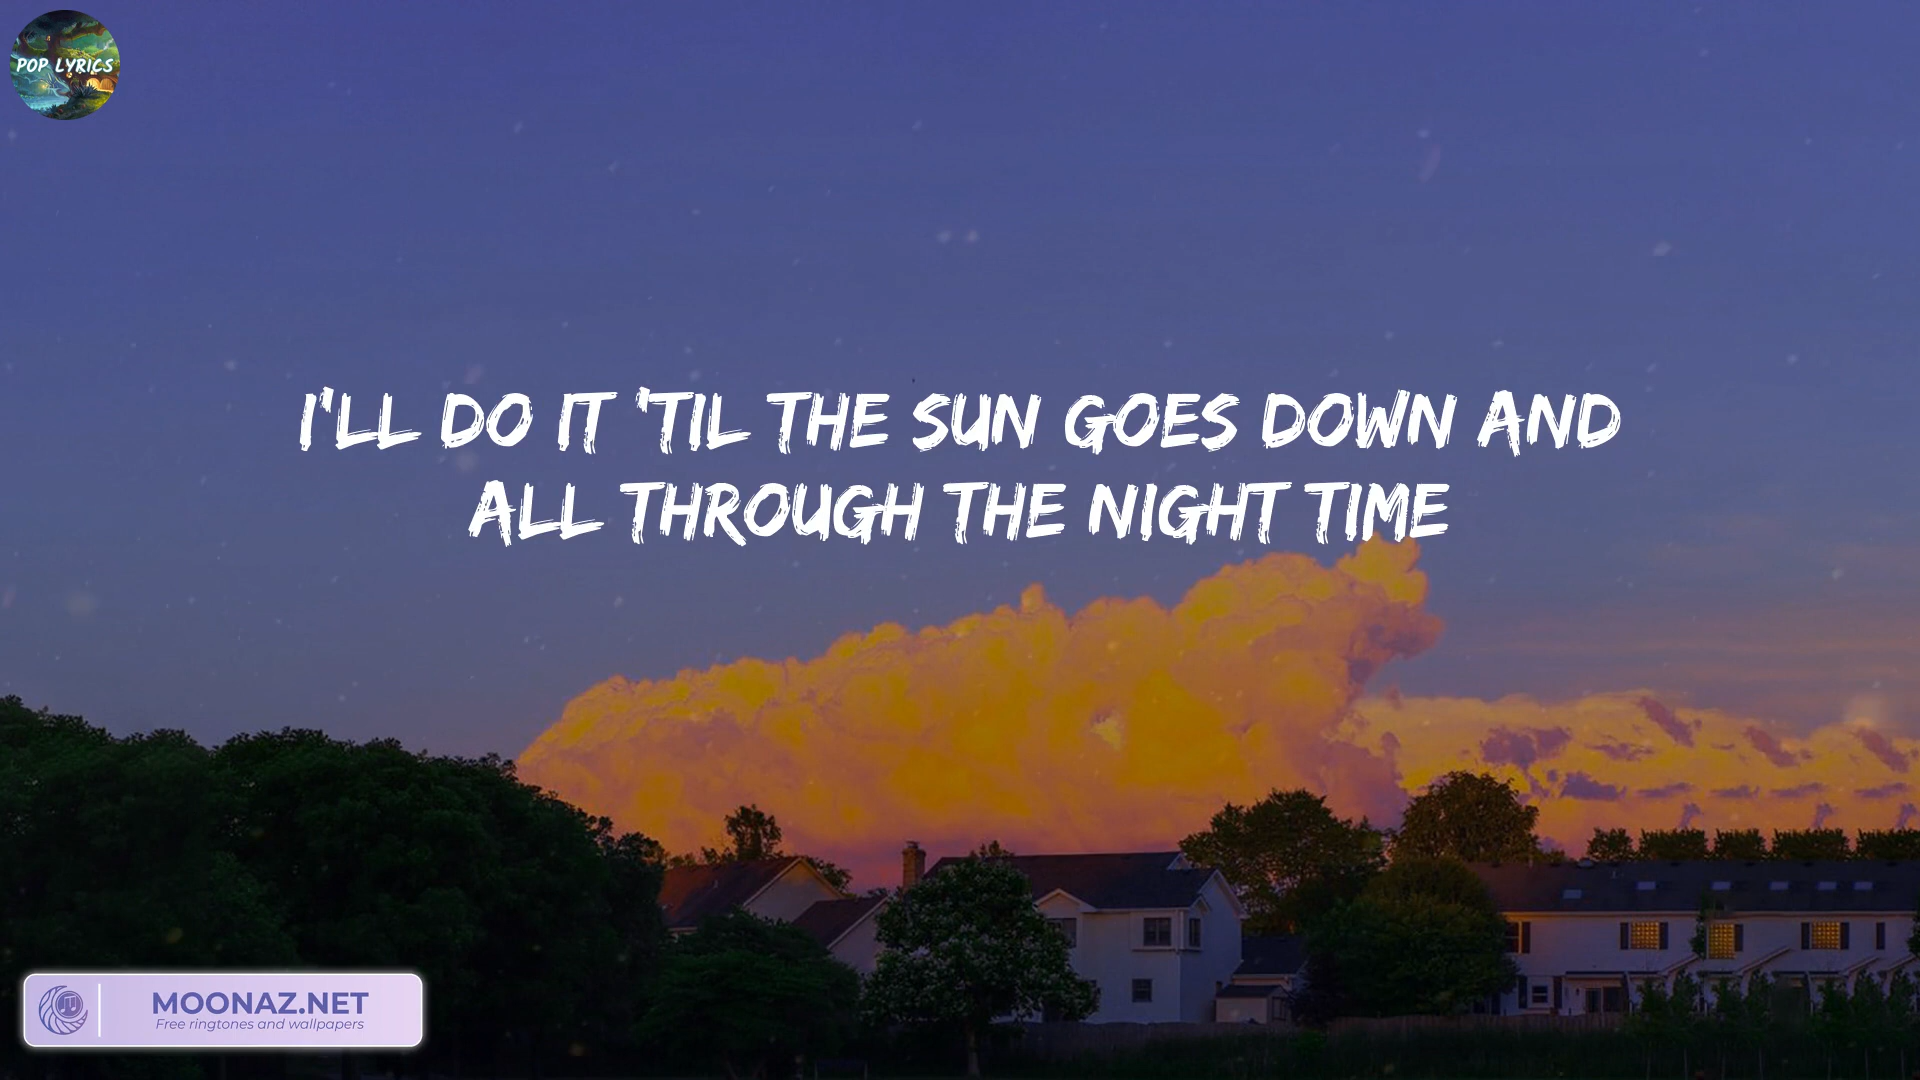 POP LYRICS
I'LL DO IT 'TIL THE SUN GOES DOWN AND
ALL THROUGH THE NIGHT TIME
MOONAZ.NET
Free ringtones and wallpapers